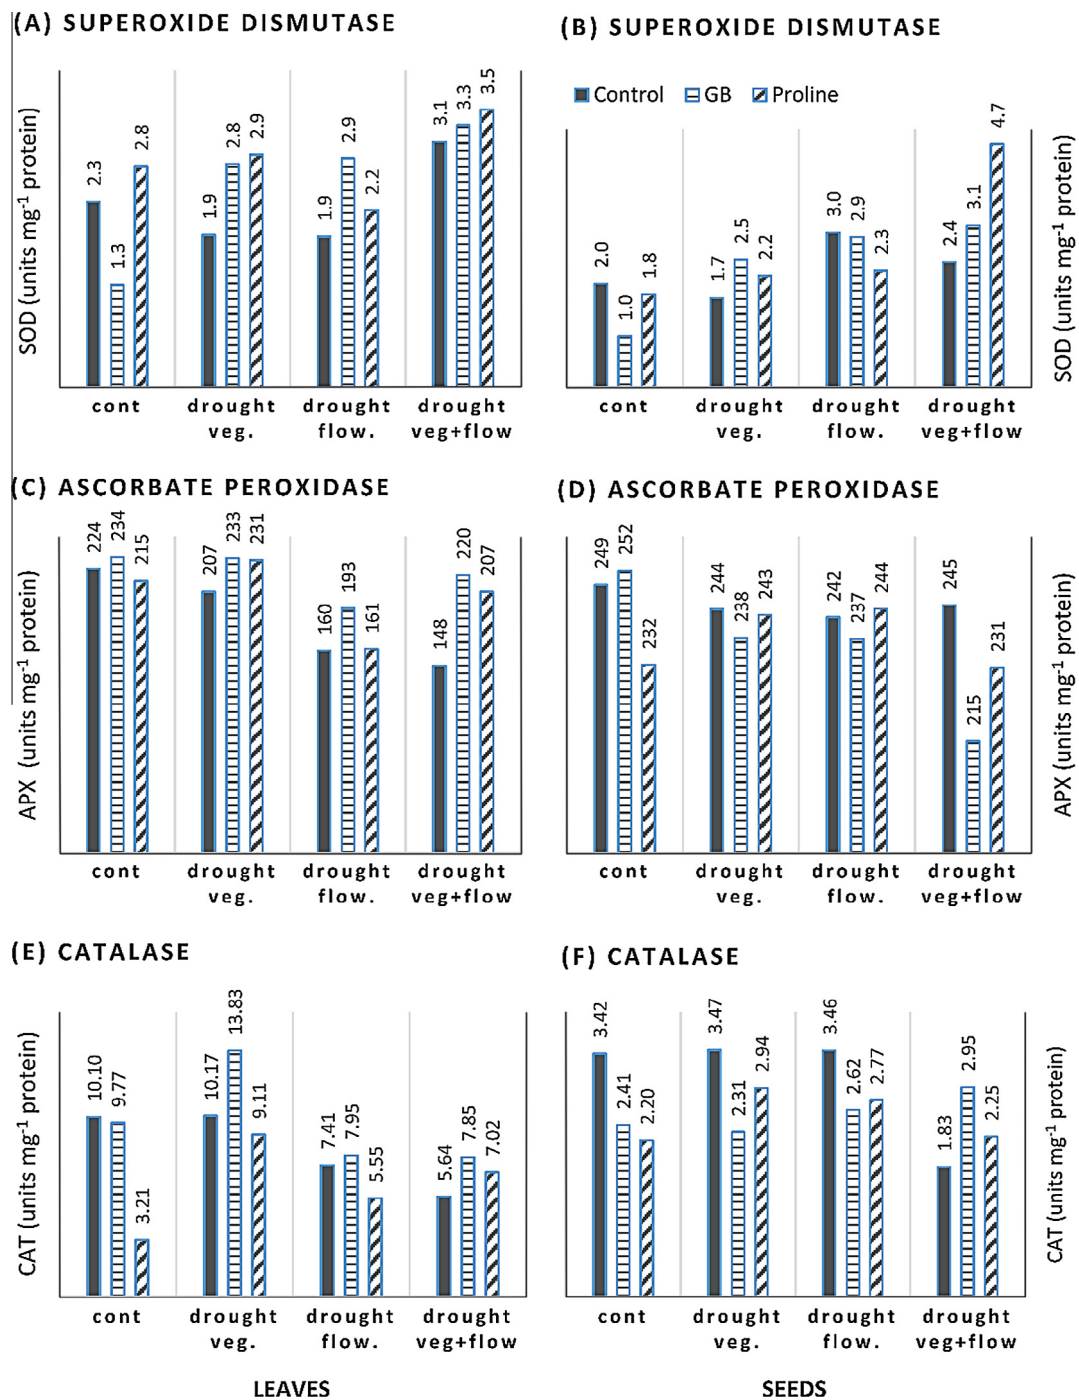 (A) SUPEROXIDE DISMUTASE
SOD (units mg⁻¹ protein)
2.3 1.3 2.8 1.9 2.8 2.9 1.9 2.9 2.2 3.1 3.3 3.5
cont drought drought drought
veg. flow. veg+flow
(B) SUPEROXIDE DISMUTASE
Control GB Proline
2.0 1.0 1.8 1.7 2.5 2.2 3.0 2.9 2.3 2.4 3.1 4.7
SOD (units mg⁻¹ protein)
cont drought drought drought
veg. flow. veg+flow
(C) ASCORBATE PEROXIDASE
APX (units mg⁻¹ protein)
224 234 215 207 233 231 160 193 161 148 220 207
cont drought drought drought
veg. flow. veg+flow
(D) ASCORBATE PEROXIDASE
249 252 232 244 238 243 242 237 244 245 215 231
APX (units mg⁻¹ protein)
cont drought drought drought
veg. flow. veg+flow
(E) CATALASE
CAT (units mg⁻¹ protein)
10.10 9.77 3.21 10.17 13.83 9.11 7.41 7.95 5.55 5.64 7.85 7.02
cont drought drought drought
veg. flow. veg+flow
LEAVES
(F) CATALASE
3.42 2.41 2.20 3.47 2.31 2.94 3.46 2.62 2.77 1.83 2.95 2.25
CAT (units mg⁻¹ protein)
cont drought drought drought
veg. flow. veg+flow
SEEDS